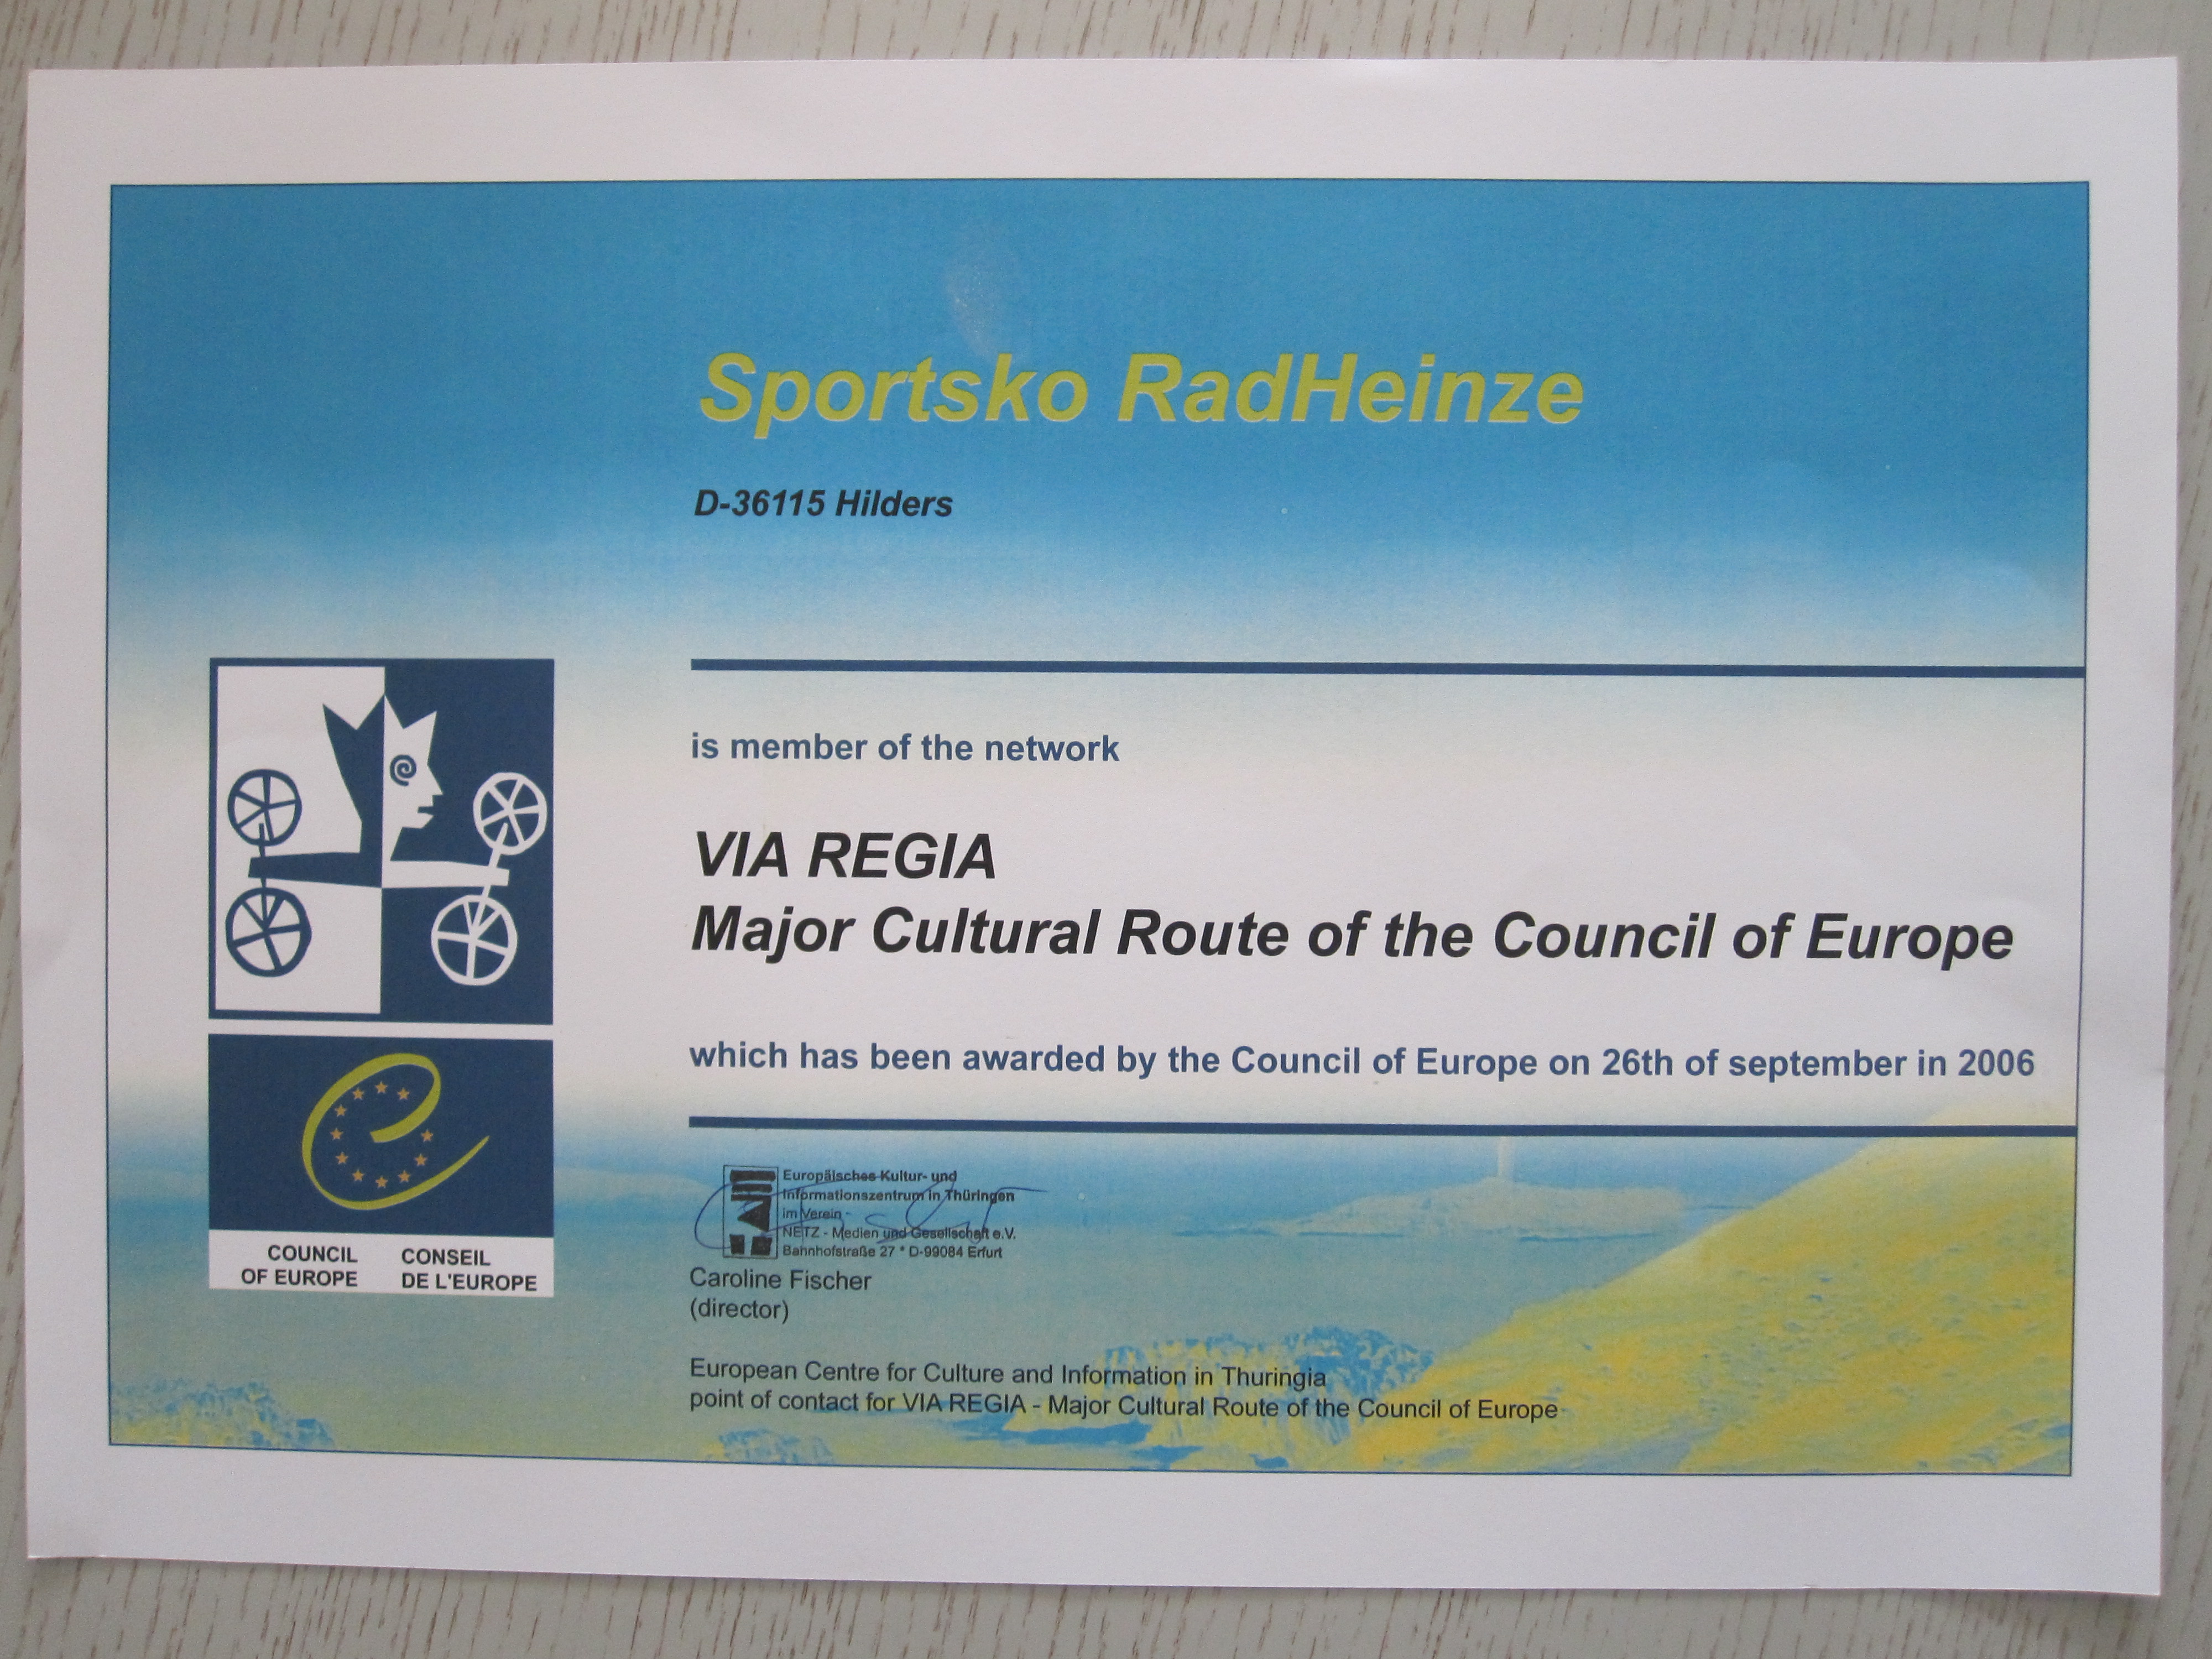 Sportsko RadHeinze
D-36115 Hilders
is member of the network
VIA REGIA
Major Cultural Route of the Council of Europe
which has been awarded by the Council of Europe on 26th of september in 2006
COUNCIL
OF EUROPE
CONSEIL
DE L'EUROPE
Europäisches Kultur- und
Informationszentrum in Thüringen
im Verein -
NETZ - Medien und Gesellschaft e.V.
Bahnhofstraße 27 * D-99084 Erfurt
Caroline Fischer
(director)
European Centre for Culture and Information in Thuringia
point of contact for VIA REGIA - Major Cultural Route of the Council of Europe